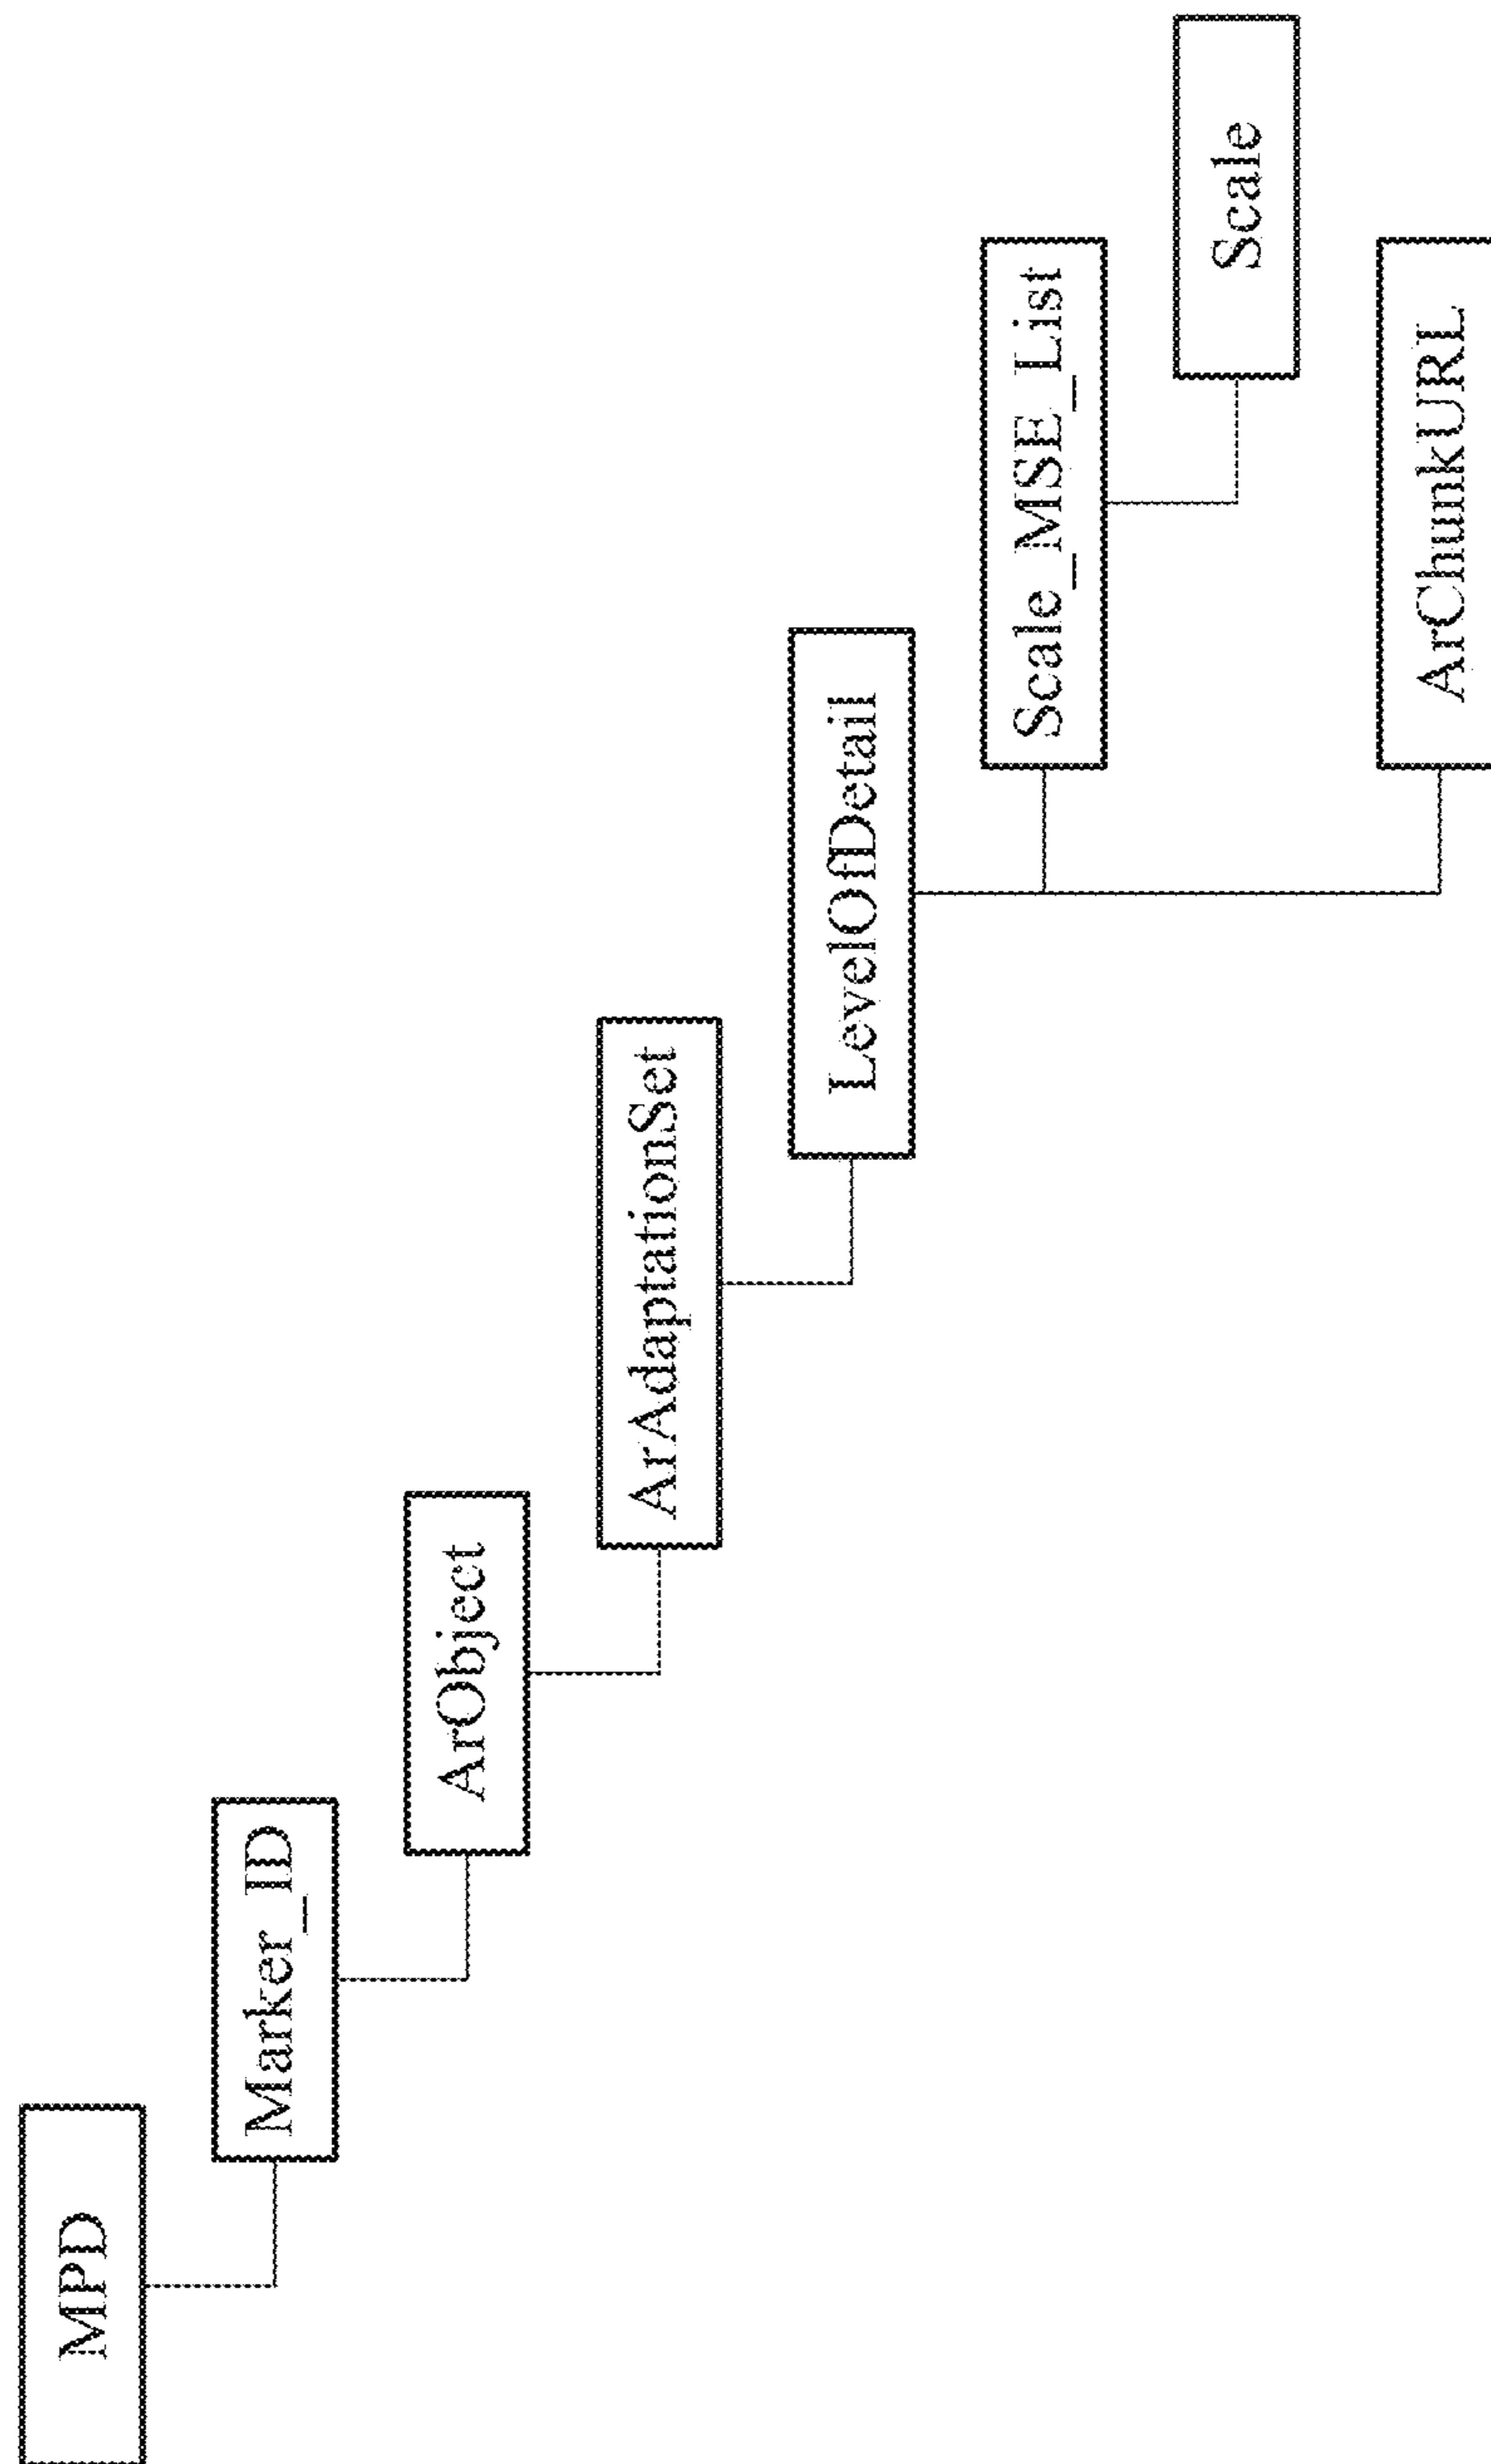 MPD
Marker_ID
ArObject
ArAdaptationSet
LevelOfDetail
Scale_MSE_List
Scale
ArChunkURL